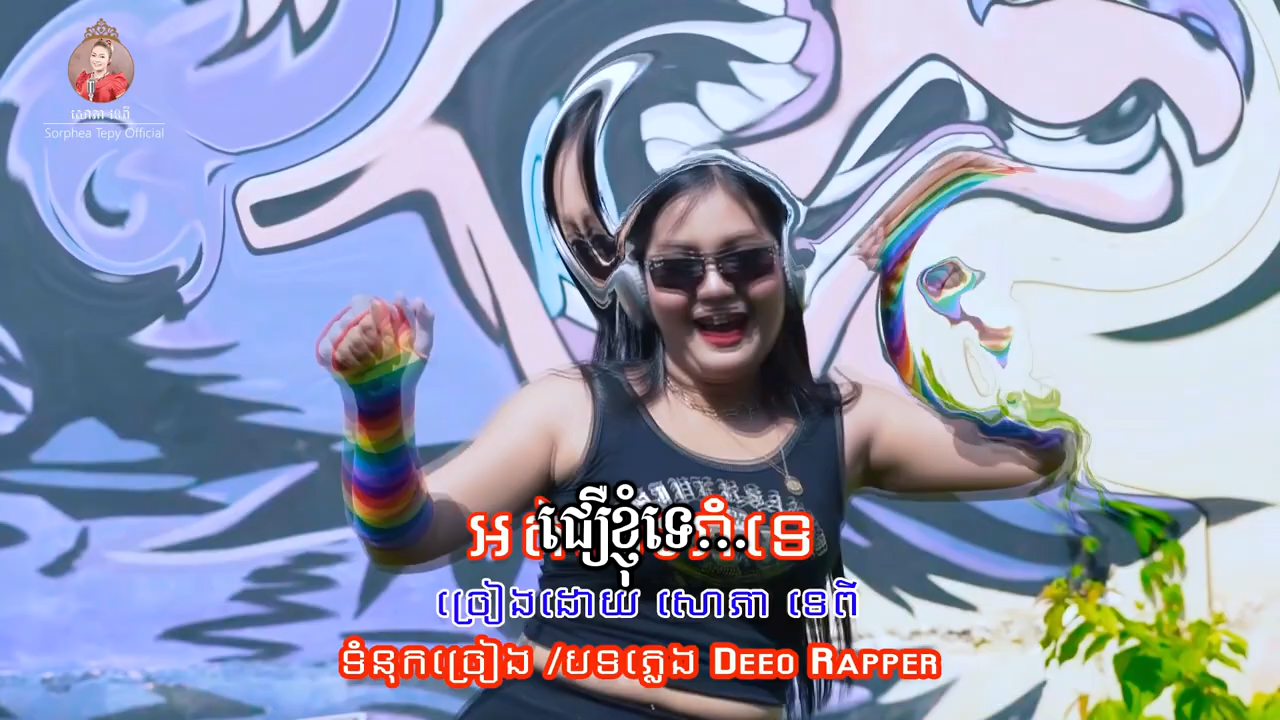 សោភា ទេពី
Sorphea Tepy Official
ជឿខ្ញុំទេ...
ច្រៀងដោយ សោភា ទេពី
ទំនុកច្រៀង /បទភ្លេង Deeo Rapper